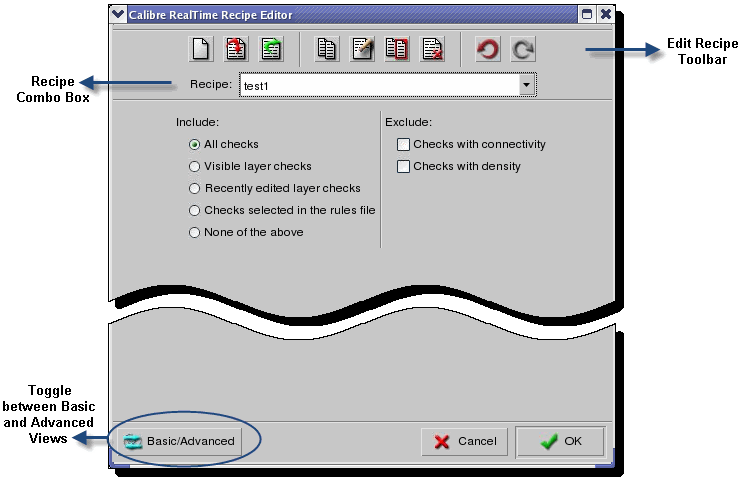 Calibre RealTime Recipe Editor
Edit Recipe
Toolbar
Recipe
Combo Box
Recipe:
test1
Include:
All checks
Visible layer checks
Recently edited layer checks
Checks selected in the rules file
None of the above
Exclude:
Checks with connectivity
Checks with density
Toggle
between Basic
and Advanced
Views
Basic/Advanced
Cancel
OK